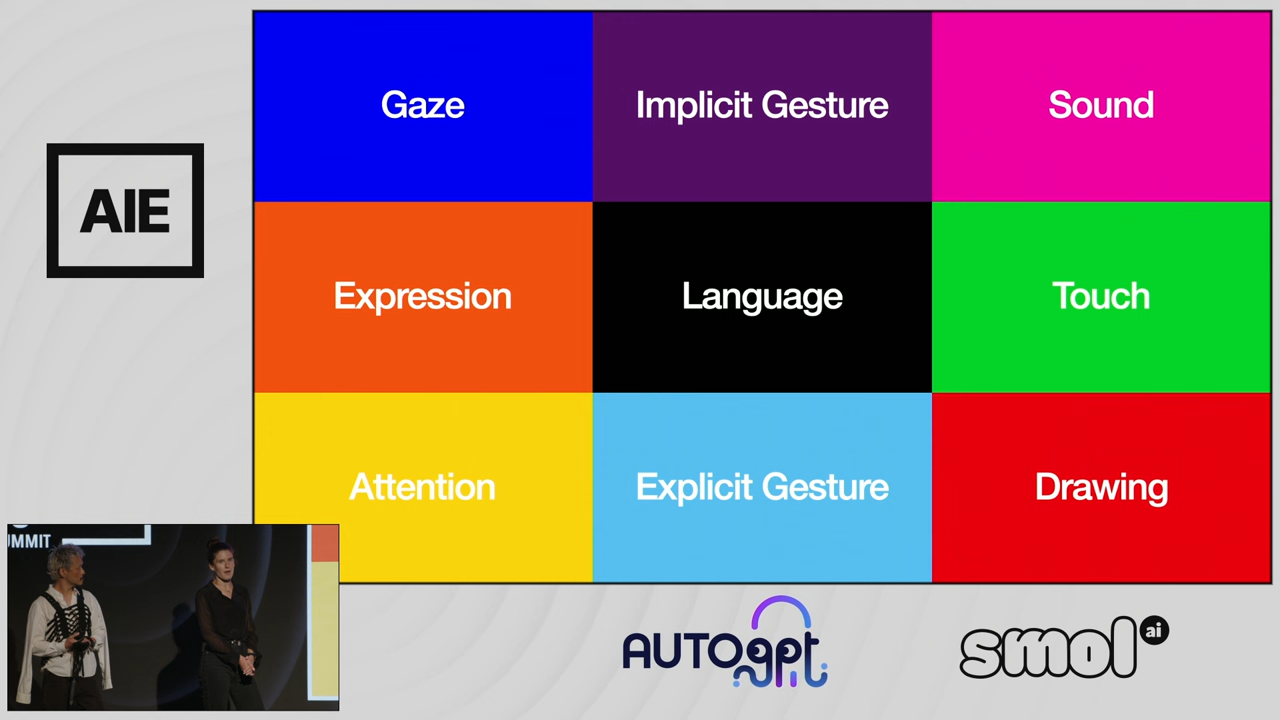 Gaze
Implicit Gesture
Sound
AIE
Expression
Language
Touch
Attention
Explicit Gesture
Drawing
UMMIT
AUTOgpt
smol ai